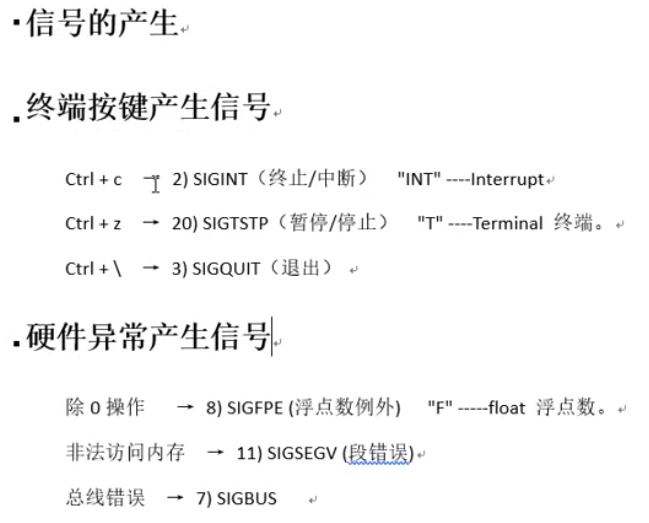 信号的产生
终端按键产生信号
Ctrl + c → 2) SIGINT（终止/中断） "INT" ----Interrupt
Ctrl + z → 20) SIGTSTP（暂停/停止） "T" ----Terminal 终端。
Ctrl + \ → 3) SIGQUIT（退出）
硬件异常产生信号
除 0 操作 → 8) SIGFPE (浮点数例外) "F" -----float 浮点数。
非法访问内存 → 11) SIGSEGV (段错误)
总线错误 → 7) SIGBUS